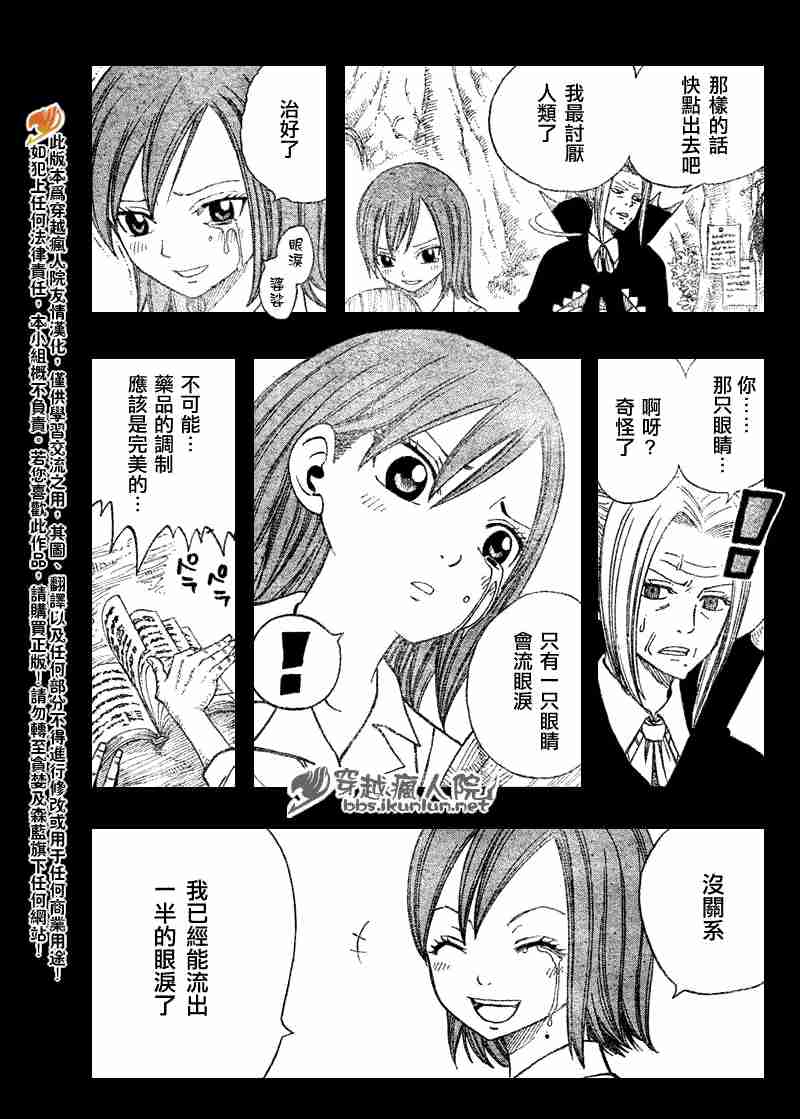 那樣的話
快點出去吧
我最討厭
人類了
治好了
眼淚
婆娑
你……
那只眼睛…
啊呀?
奇怪了
!!
只有一只眼睛
會流眼淚
!
不可能…
藥品的調制
應該是完美的…
ペラ
ペラ
沒關系
我已經能流出
一半的眼淚了
穿越瘋人院
bbs.ikunlun.net
此版本爲穿越瘋人院友情漢化,僅供學習交流之用,其圖、翻譯以及任何部分不得進行修改或用于任何商業用途!
如犯上任何法律責任,本小組概不負責。若您喜歡此作品,請購買正版!請勿轉至貪婪及森藍旗下任何網站!